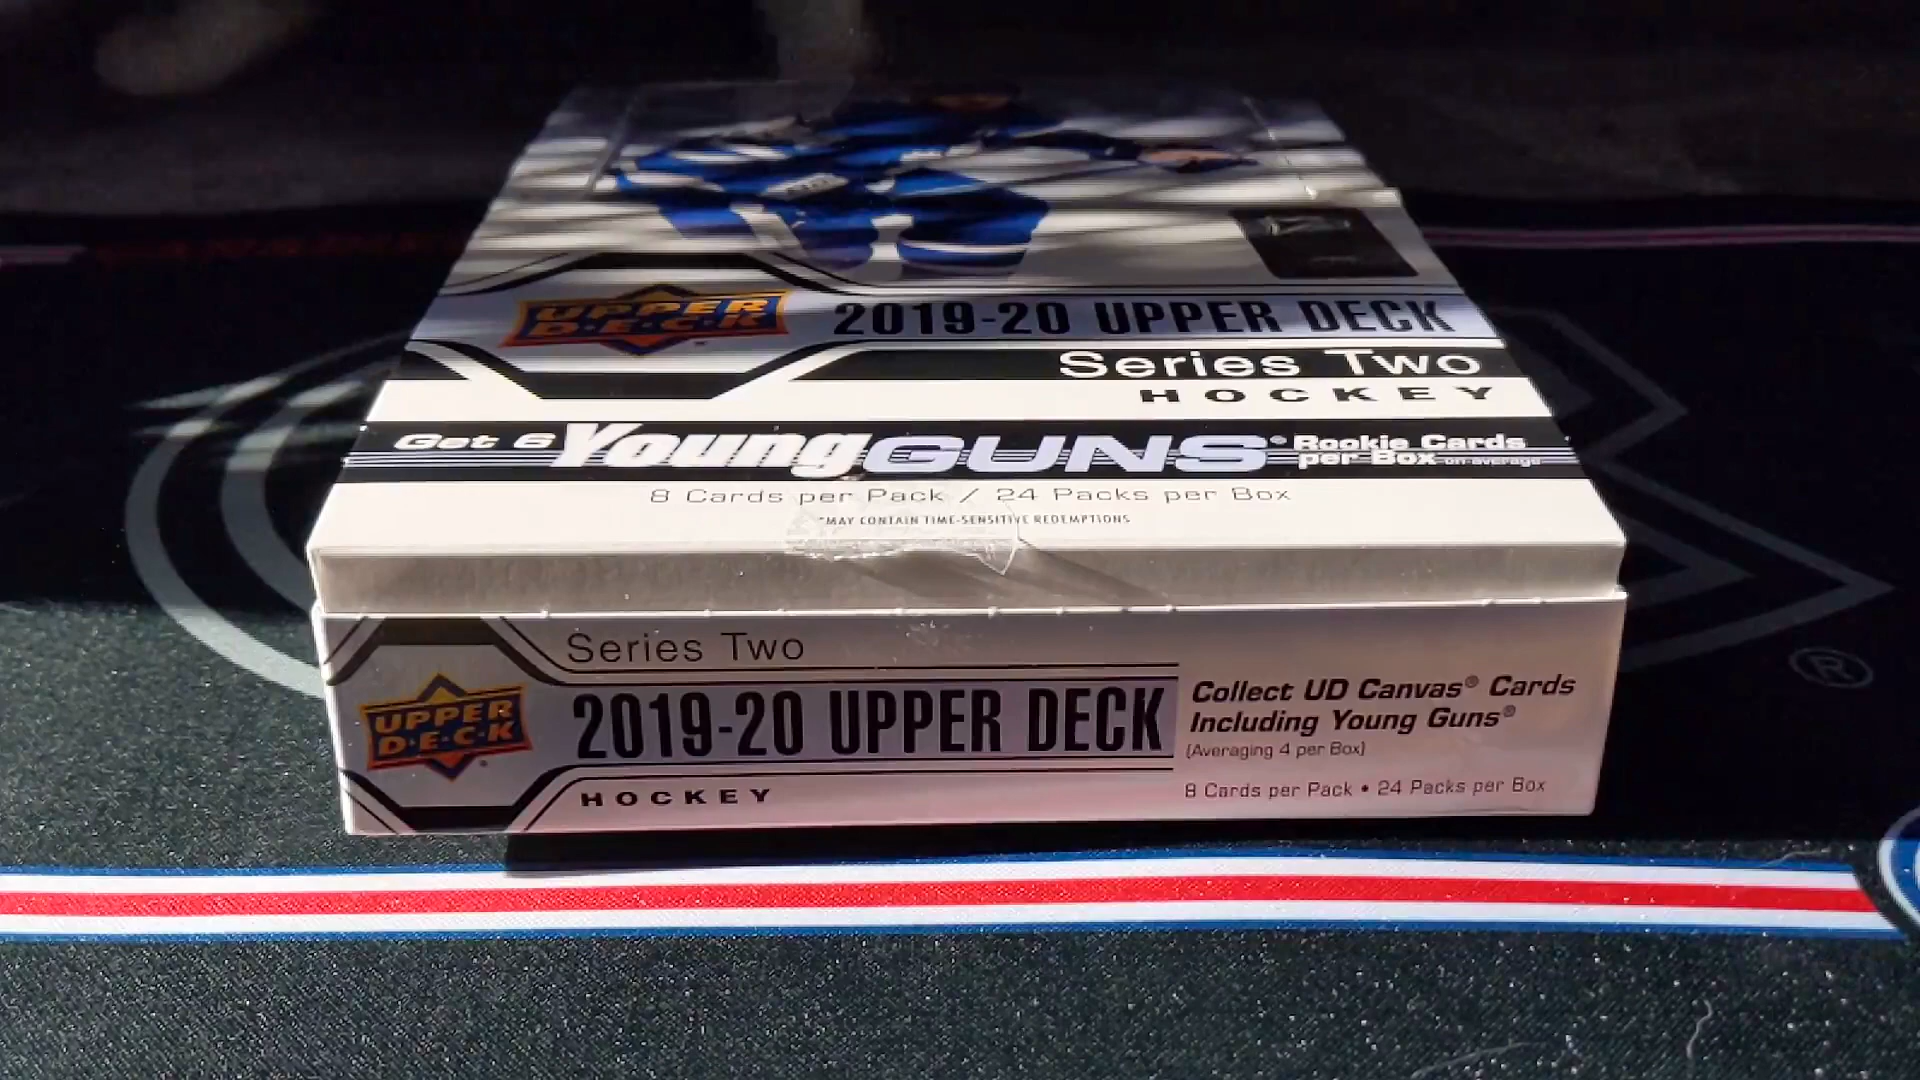 UPPER
D·E·C·K
2019-20 UPPER DECK
Series Two
HOCKEY
Get 6 Young GUNS® Rookie Cards
per Box on average
8 Cards per Pack / 24 Packs per Box
*MAY CONTAIN TIME-SENSITIVE REDEMPTIONS
Series Two
UPPER
D·E·C·K
2019-20 UPPER DECK
HOCKEY
Collect UD Canvas® Cards
Including Young Guns®
(Averaging 4 per Box)
8 Cards per Pack • 24 Packs per Box
®